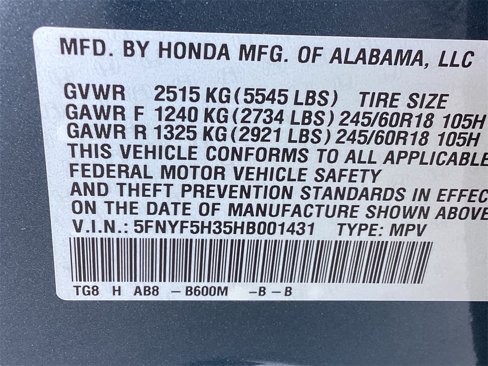 MFD. BY HONDA MFG. OF ALABAMA, LLC
GVWR 2515 KG (5545 LBS) TIRE SIZE
GAWR F 1240 KG (2734 LBS) 245/60R18 105H
GAWR R 1325 KG (2921 LBS) 245/60R18 105H
THIS VEHICLE CONFORMS TO ALL APPLICABLE
FEDERAL MOTOR VEHICLE SAFETY
AND THEFT PREVENTION STANDARDS IN EFFEC
ON THE DATE OF MANUFACTURE SHOWN ABOVE
V.I.N.: 5FNYF5H35HB001431 TYPE: MPV
TG8 H AB8 -B600M -B-B